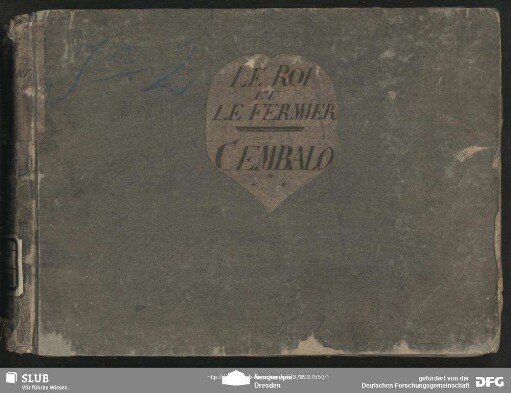 LE ROI
ET
LE FERMIER
CEMBALO
SLUB
Wir führen Wissen.
Dresden
gefördert von der
Deutschen Forschungsgemeinschaft
DFG